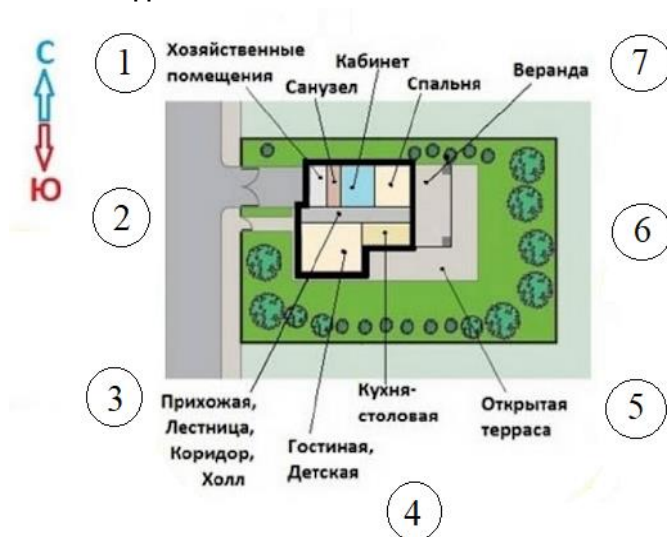 С
Ю
1
Хозяйственные
помещения
Санузел
Кабинет
Спальня
Веранда
7
2
6
3
Прихожая,
Лестница,
Коридор,
Холл
Гостиная,
Детская
Кухня-
столовая
Открытая
терраса
5
4